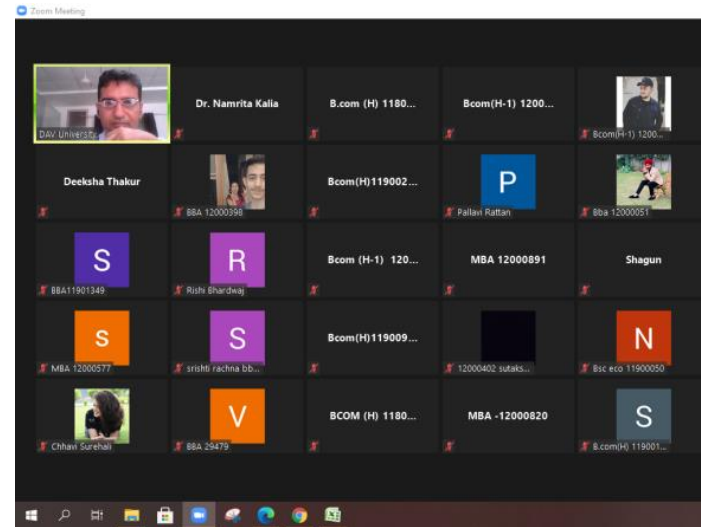 Zoom Meeting
DAV University
Dr. Namrita Kalia
B.com (H) 1180...
Bcom(H-1) 1200...
Bcom(H-1) 1200...
Deeksha Thakur
BBA 12000398
Bcom(H)119002...
P
Pallavi Rattan
Bba 12000051
S
BBA11901349
R
Rishi Bhardwaj
Bcom (H-1) 120...
MBA 12000891
Shagun
s
MBA 12000577
S
srishti rachna bb...
Bcom(H)119009...
12000402 sutaks...
N
Bsc eco 11900050
Chhavi Surehali
V
BBA 29479
BCOM (H) 1180...
MBA -12000820
S
B.com(H) 119001...